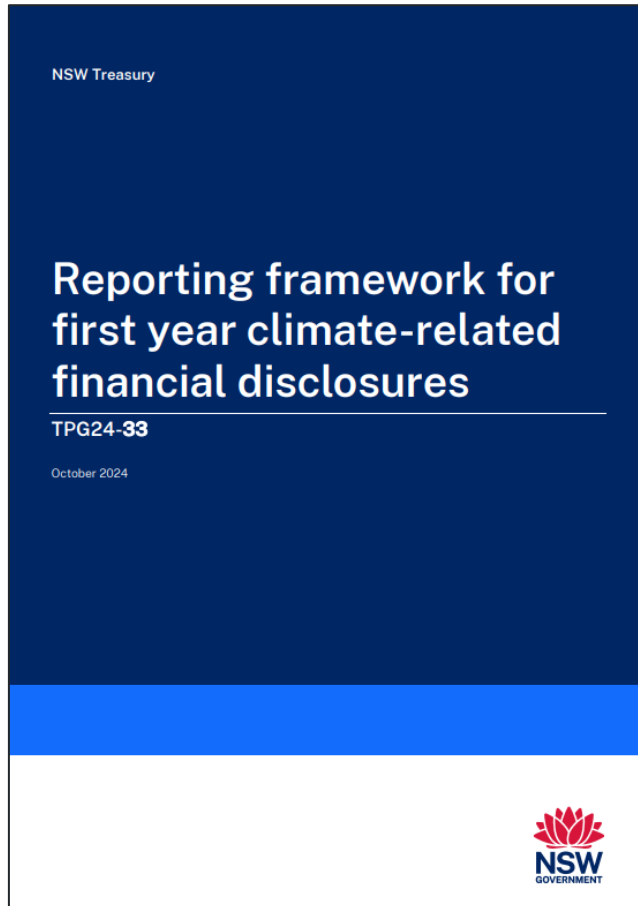 NSW Treasury
Reporting framework for
first year climate-related
financial disclosures
TPG24-33
October 2024
NSW
GOVERNMENT